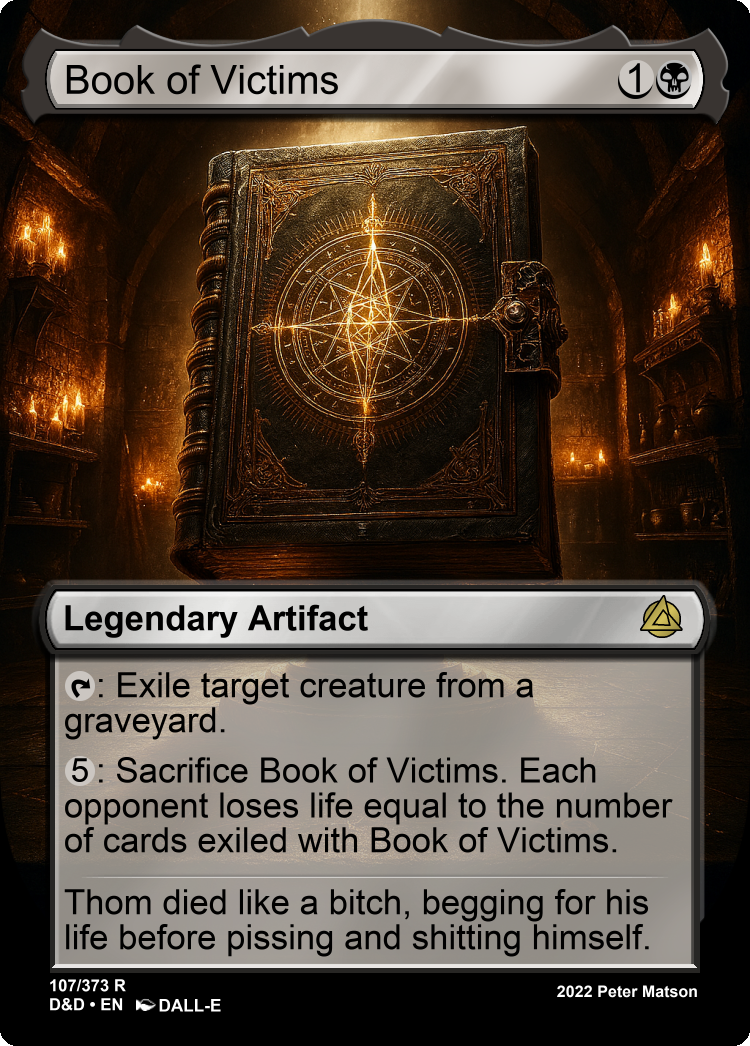 Book of Victims 1
Legendary Artifact
: Exile target creature from a
graveyard.
5: Sacrifice Book of Victims. Each
opponent loses life equal to the number
of cards exiled with Book of Victims.
Thom died like a bitch, begging for his
life before pissing and shitting himself.
107/373 R
D&D • EN DALL-E
2022 Peter Matson